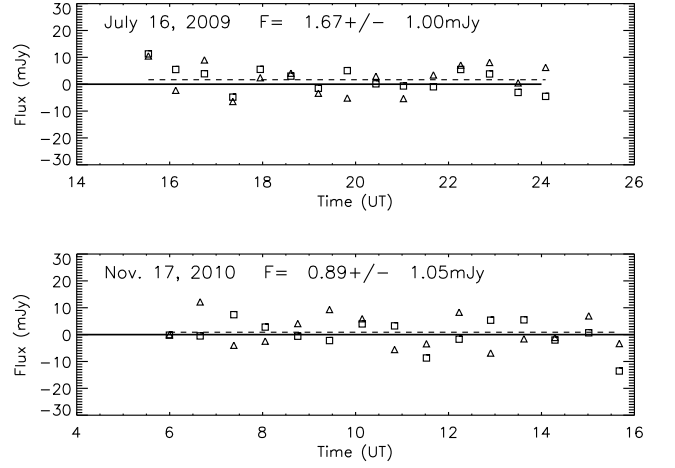 July 16, 2009 F= 1.67+/- 1.00mJy
30
20
10
0
-10
-20
-30
Flux (mJy)
14 16 18 20 22 24 26
Time (UT)
Nov. 17, 2010 F= 0.89+/- 1.05mJy
30
20
10
0
-10
-20
-30
Flux (mJy)
4 6 8 10 12 14 16
Time (UT)